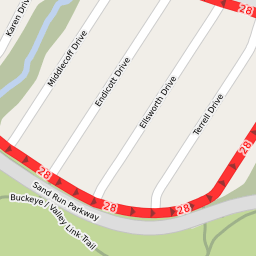 28
Karen Drive
Middlecoff Drive
Endicott Drive
Ellsworth Drive
Terrell Drive
28
28
28
28
Sand Run Parkway
Buckeye / Valley Link Trail